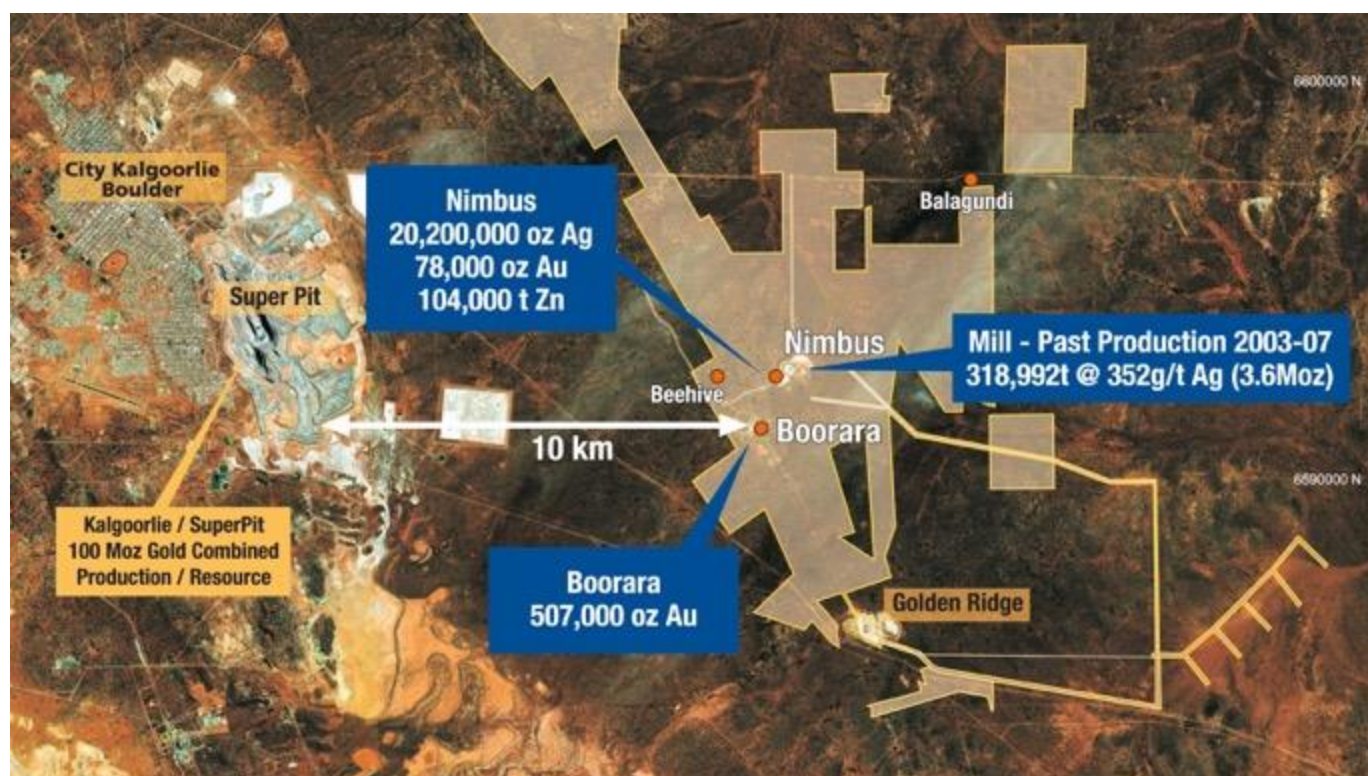 6600000 N
City Kalgoorlie
Boulder
Nimbus
20,200,000 oz Ag
78,000 oz Au
104,000 t Zn
Balagundi
Super Pit
Nimbus
Mill - Past Production 2003-07
318,992t @ 352g/t Ag (3.6Moz)
Beehive
Boorara
10 km
6590000 N
Kalgoorlie / SuperPit
100 Moz Gold Combined
Production / Resource
Boorara
507,000 oz Au
Golden Ridge